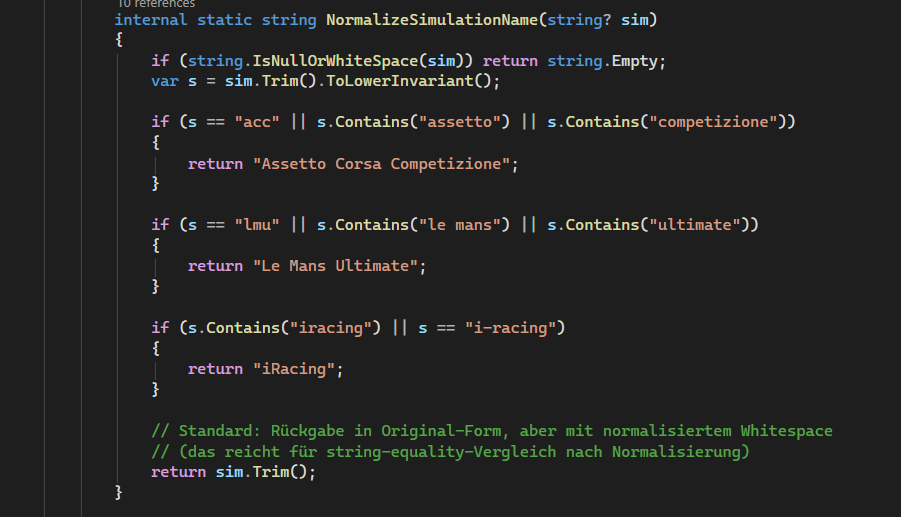 10 references
internal static string NormalizeSimulationName(string? sim)
{
if (string.IsNullOrWhiteSpace(sim)) return string.Empty;
var s = sim.Trim().ToLowerInvariant();
if (s == "acc" || s.Contains("assetto") || s.Contains("competizione"))
{
return "Assetto Corsa Competizione";
}
if (s == "lmu" || s.Contains("le mans") || s.Contains("ultimate"))
{
return "Le Mans Ultimate";
}
if (s.Contains("iracing") || s == "i-racing")
{
return "iRacing";
}
// Standard: Rückgabe in Original-Form, aber mit normalisiertem Whitespace
// (das reicht für string-equality-Vergleich nach Normalisierung)
return sim.Trim();
}